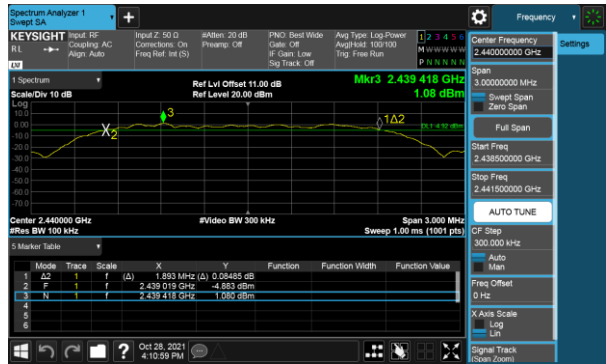 Spectrum Analyzer 1
Swept SA
Frequency
KEYSIGHT
RL
Input: RF
Coupling: AC
Align: Auto
Input Z: 50 Ω
Corrections: On
Freq Ref: Int (S)
#Atten: 20 dB
Preamp: Off
PNO: Best Wide
Gate: Off
IF Gain: Low
Sig Track: Off
Avg Type: Log-Power
Avg|Hold: 100/100
Trig: Free Run
1 2 3 4 5 6
M W W W W W
P N N N N N
Center Frequency
2.440000000 GHz
Settings
Span
3.00000000 MHz
Swept Span
Zero Span
Full Span
Start Freq
2.438500000 GHz
Stop Freq
2.441500000 GHz
AUTO TUNE
CF Step
300.000 kHz
Auto
Man
Freq Offset
0 Hz
X Axis Scale
Log
Lin
Signal Track
(Span Zoom)
1 Spectrum
Scale/Div 10 dB
Log
Ref Lvl Offset 11.00 dB
Ref Level 20.00 dBm
Mkr3 2.439 418 GHz
1.08 dBm
10.0
0.00
-10.0
-20.0
-30.0
-40.0
-50.0
-60.0
-70.0
3
2
1Δ2
DL1 -4.92 dBm
Center 2.440000 GHz
#Res BW 100 kHz
#Video BW 300 kHz
Span 3.000 MHz
Sweep 1.00 ms (1001 pts)
5 Marker Table
Mode Trace Scale X Y Function Function Width Function Value
1 Δ2 1 f (Δ) 1.893 MHz (Δ) 0.08485 dB
2 F 1 f 2.439 019 GHz -4.883 dBm
3 N 1 f 2.439 418 GHz 1.080 dBm
4
5
6
?
Oct 28, 2021
4:10:59 PM